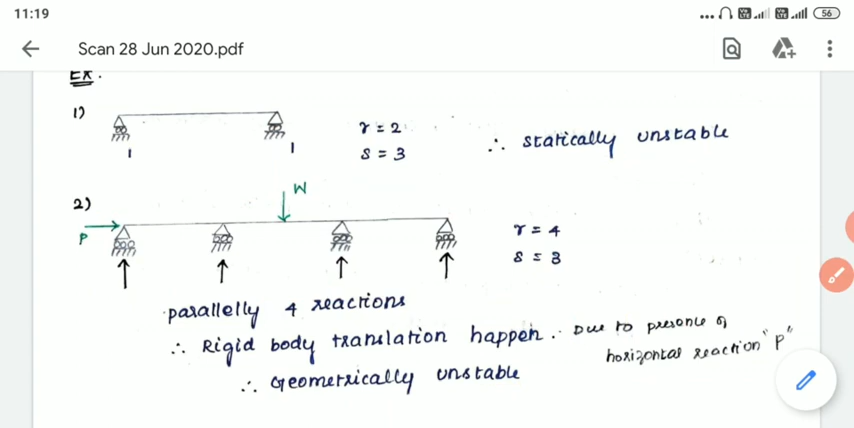 11:19
56
Scan 28 Jun 2020.pdf
Ex.
1)
r = 2
s = 3
∴ statically unstable
1
1
2)
W
P
r = 4
s = 3
parallelly 4 reactions
∴ Rigid body translation happen ∴ Due to presence of
horizontal reaction "P"
∴ Geometrically unstable